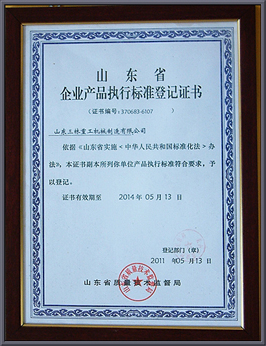 山东省
企业产品执行标准登记证书
(证书编号:370683-6107)
山东三林重工机械制造有限公司
依据《山东省实施<中华人民共和国标准化法>办
法》,本证书副本所列你单位产品执行标准符合要求,予
以登记。
证书有效期至 2014年05月13日
登记部门(章)
2011年05月13日
山东省质量技术监督局